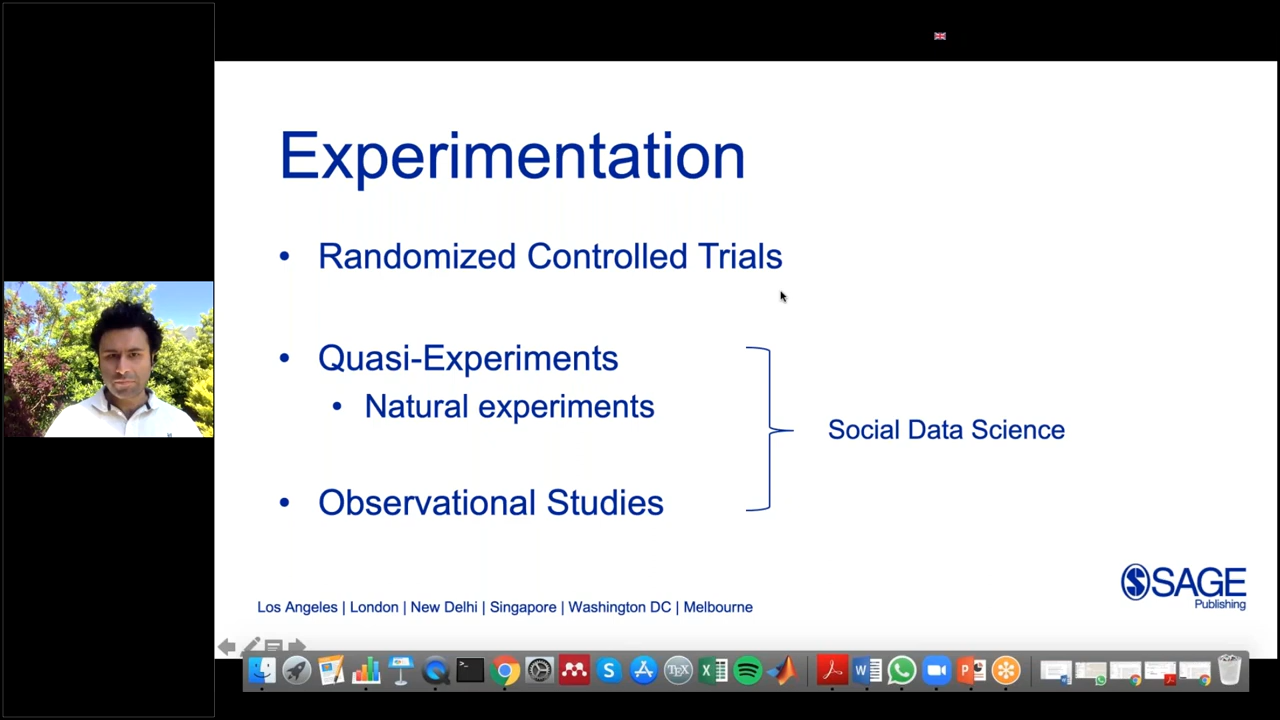 Experimentation
• Randomized Controlled Trials
• Quasi-Experiments
• Natural experiments
Social Data Science
• Observational Studies
SAGE
Publishing
Los Angeles | London | New Delhi | Singapore | Washington DC | Melbourne